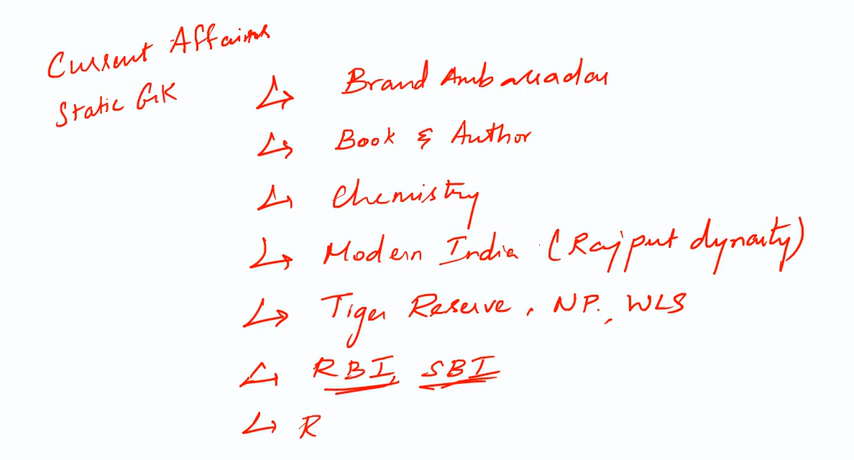 Current Affairs
Static GK
↳ Brand Ambassador
↳ Book & Author
↳ Chemistry
↳ Modern India (Rajput dynasty)
↳ Tiger Reserve, NP., WLS
↳ RBI, SBI
↳ R